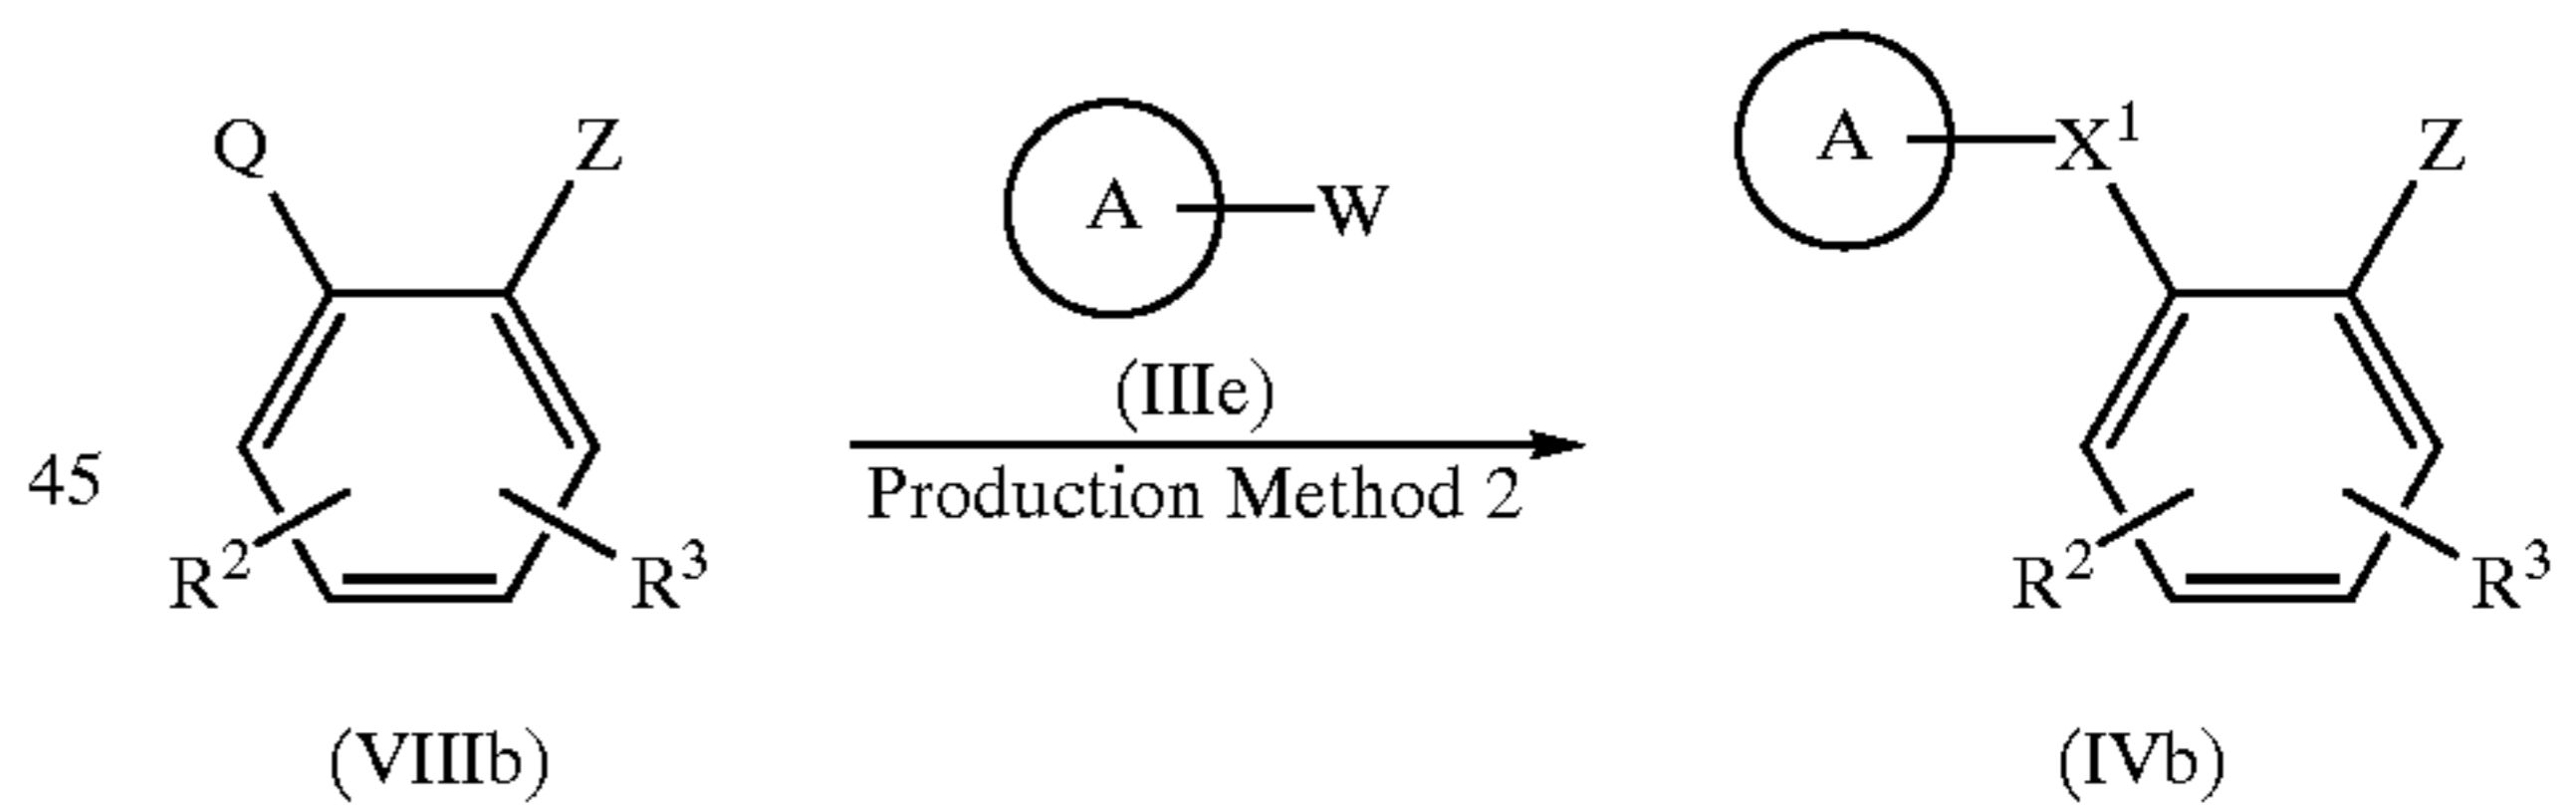 Q Z A W A X¹ Z
(IIIe)
45 Production Method 2
R² R³ R² R³
(VIIIb) (IVb)